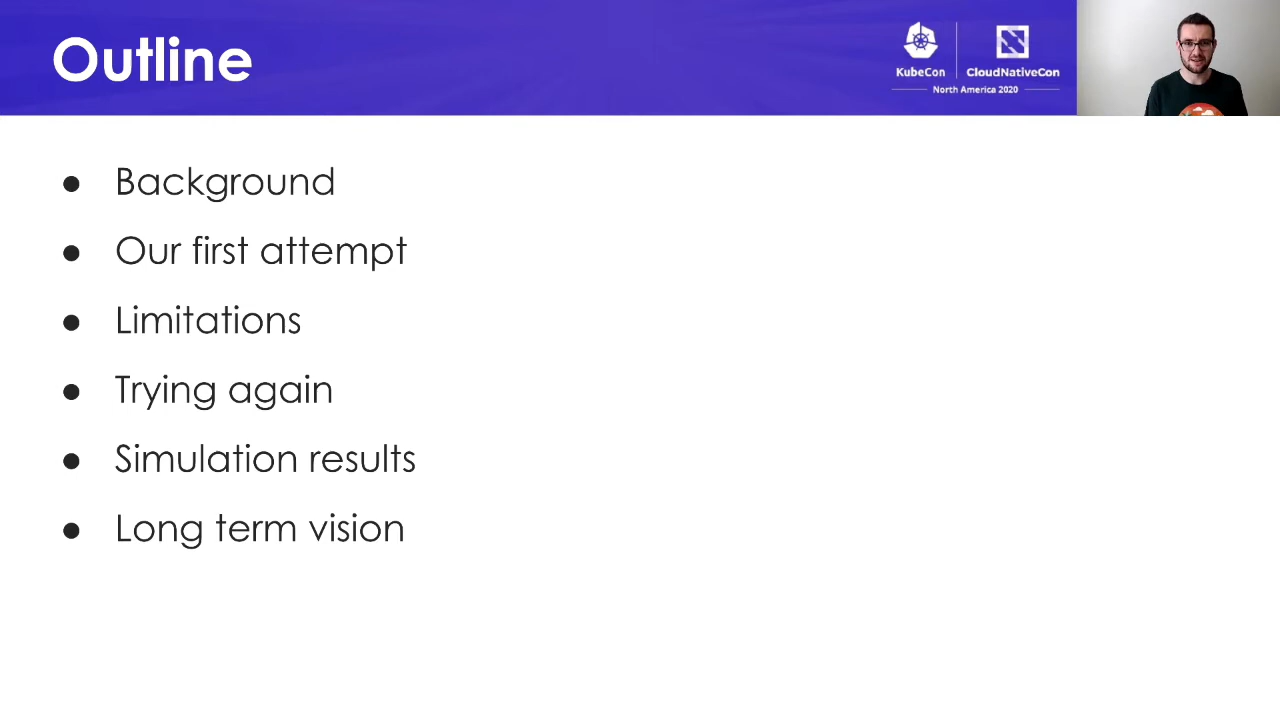 Outline
KubeCon
CloudNativeCon
North America 2020
● Background
● Our first attempt
● Limitations
● Trying again
● Simulation results
● Long term vision